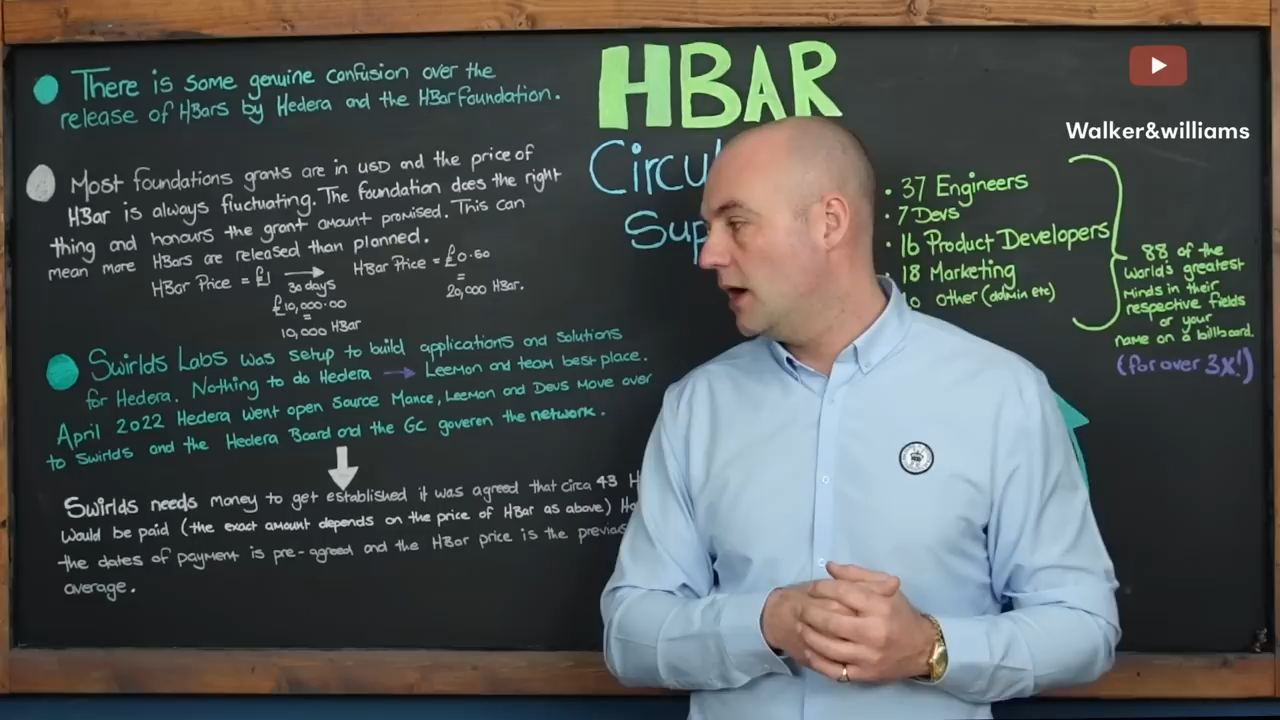 There is some genuine confusion over the
release of HBars by Hedera and the HBar Foundation.
Most foundations grants are in USD and the price of
HBar is always fluctuating. The foundation does the right
thing and honours the grant amount promised. This can
mean more HBars are released than planned.
HBar Price = £1
30 days
£10,000.00
=
10,000 HBar
HBar Price = £0.50
=
20,000 HBar.
Swirlds Labs was setup to build applications and solutions
for Hedera. Nothing to do Hedera → Leemon and team best place.
April 2022 Hedera went open source Mance, Leemon and Devs move over
to Swirlds and the Hedera Board and the GC goveren the network.
Swirlds needs money to get established it was agreed that circa 43
would be paid (the exact amount depends on the price of HBar as above)
the dates of payment is pre-agreed and the HBar price is the
average.
HBAR
Circu
Sup
Walker&williams
• 37 Engineers
• 7 Devs
• 16 Product Developers
18 Marketing
other (admin etc)
88 of the
worlds greatest
minds in their
respective fields
or your
name on a billboard.
(for over 3x!)